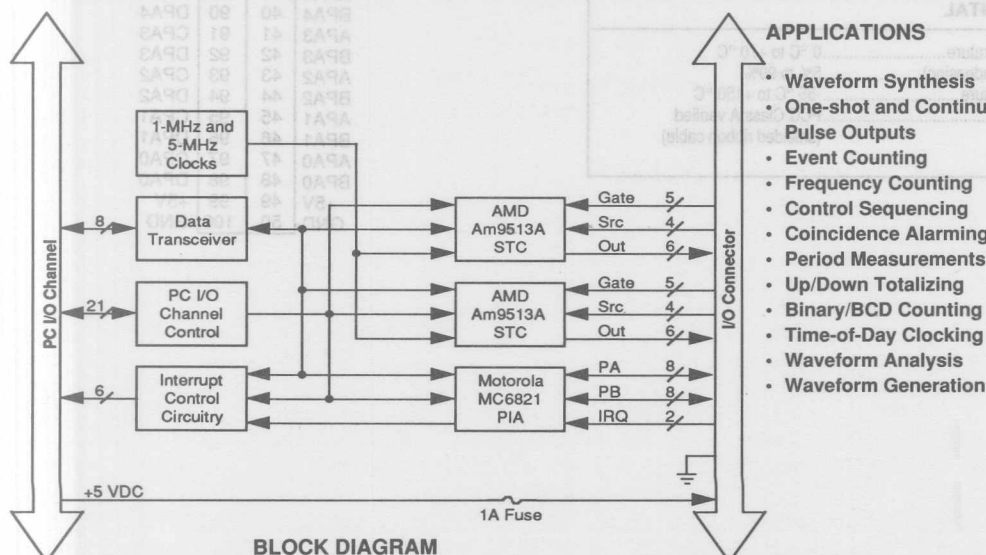 1-MHz and
5-MHz
Clocks
Data
Transceiver
PC I/O
Channel
Control
Interrupt
Control
Circuitry
PC I/O Channel
8
21
6
AMD
Am9513A
STC
Gate 5
Src 4
Out 6
AMD
Am9513A
STC
Gate 5
Src 4
Out 6
Motorola
MC6821
PIA
PA 8
PB 8
IRQ 2
I/O Connector
+5 VDC
1A Fuse
BLOCK DIAGRAM
APPLICATIONS
• Waveform Synthesis
• One-shot and Continu
Pulse Outputs
• Event Counting
• Frequency Counting
• Control Sequencing
• Coincidence Alarming
• Period Measurements
• Up/Down Totalizing
• Binary/BCD Counting
• Time-of-Day Clocking
• Waveform Analysis
• Waveform Generation